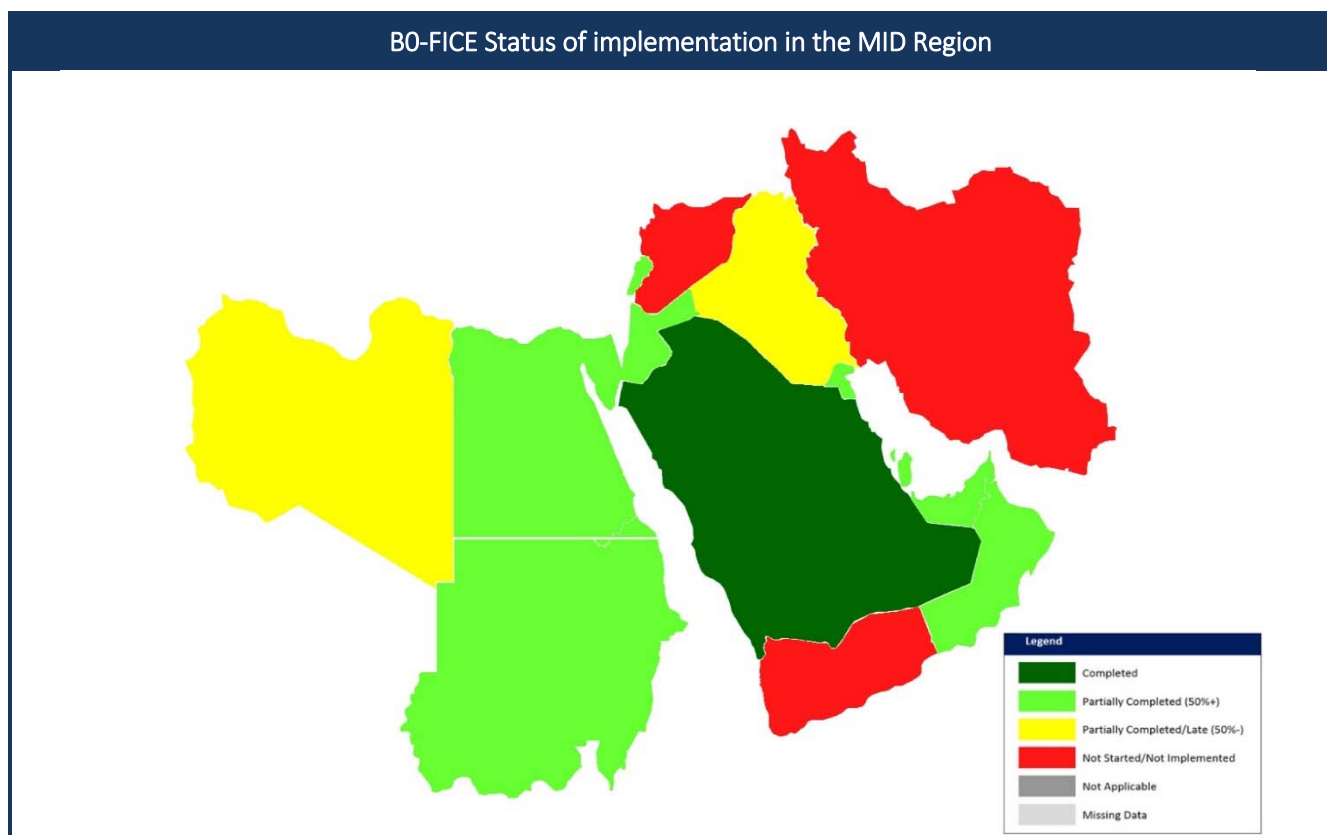 B0-FICE Status of implementation in the MID Region
Legend
Completed
Partially Completed (50%+)
Partially Completed/Late (50%-)
Not Started/Not Implemented
Not Applicable
Missing Data